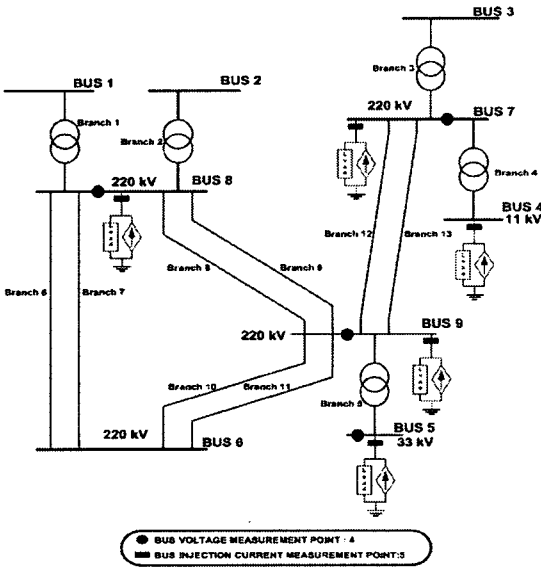 BUS 3
Branch 3
BUS 1
BUS 2
220 kV
BUS 7
Branch 1
Branch 2
Branch 4
220 kV
BUS 8
BUS 4
11 kV
Branch 12
Branch 13
Branch 8
Branch 9
Branch 6
Branch 7
220 kV
BUS 9
Branch 10
Branch 11
Branch 5
220 kV
BUS 6
BUS 5
33 kV
BUS VOLTAGE MEASUREMENT POINT : 4
BUS INJECTION CURRENT MEASUREMENT POINT:5